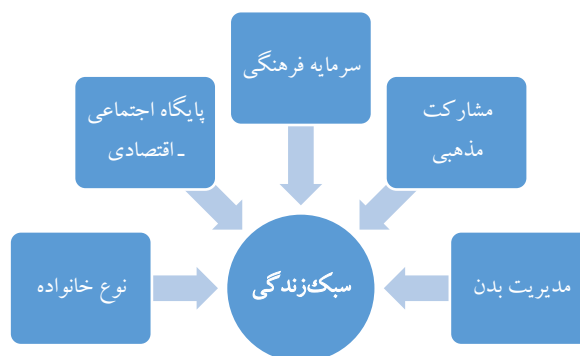 سرمایه فرهنگی
مشارکت
مذهبی
پایگاه اجتماعی
ـ اقتصادی
مدیریت بدن
سبک‌زندگی
نوع خانواده